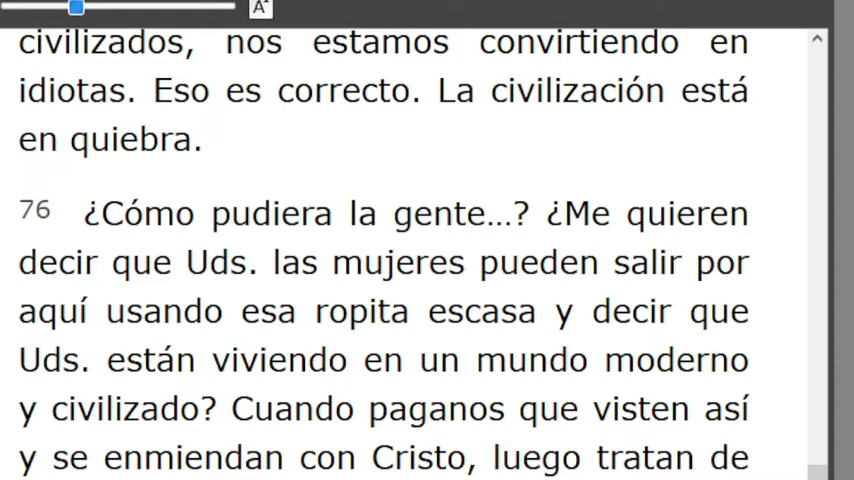 A
civilizados, nos estamos convirtiendo en
idiotas. Eso es correcto. La civilización está
en quiebra.
76 ¿Cómo pudiera la gente…? ¿Me quieren
decir que Uds. las mujeres pueden salir por
aquí usando esa ropita escasa y decir que
Uds. están viviendo en un mundo moderno
y civilizado? Cuando paganos que visten así
y se enmiendan con Cristo, luego tratan de